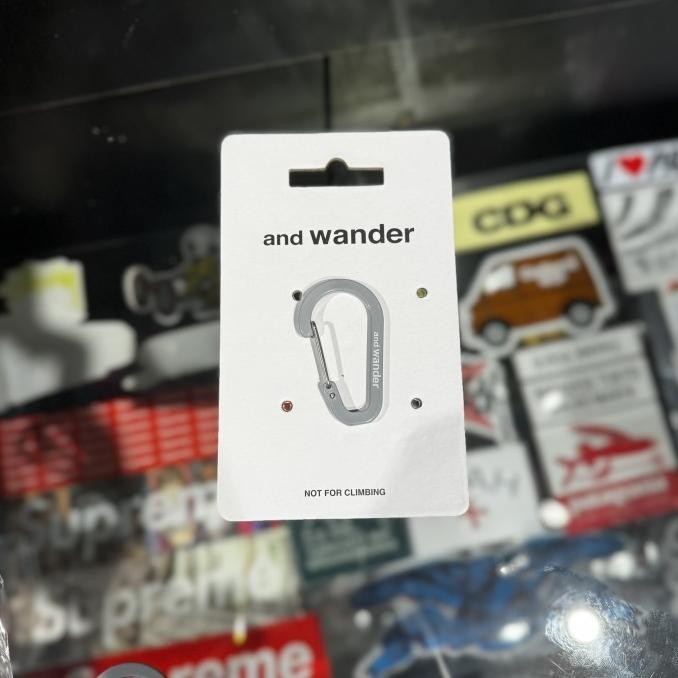 and wander
and wander
NOT FOR CLIMBING
CDG
Supreme
Supreme
Supreme